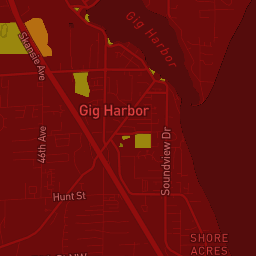 Gig Harbor
Skansie Ave
Gig Harbor
46th Ave
Soundview Dr
Hunt St
SHORE
ACRES